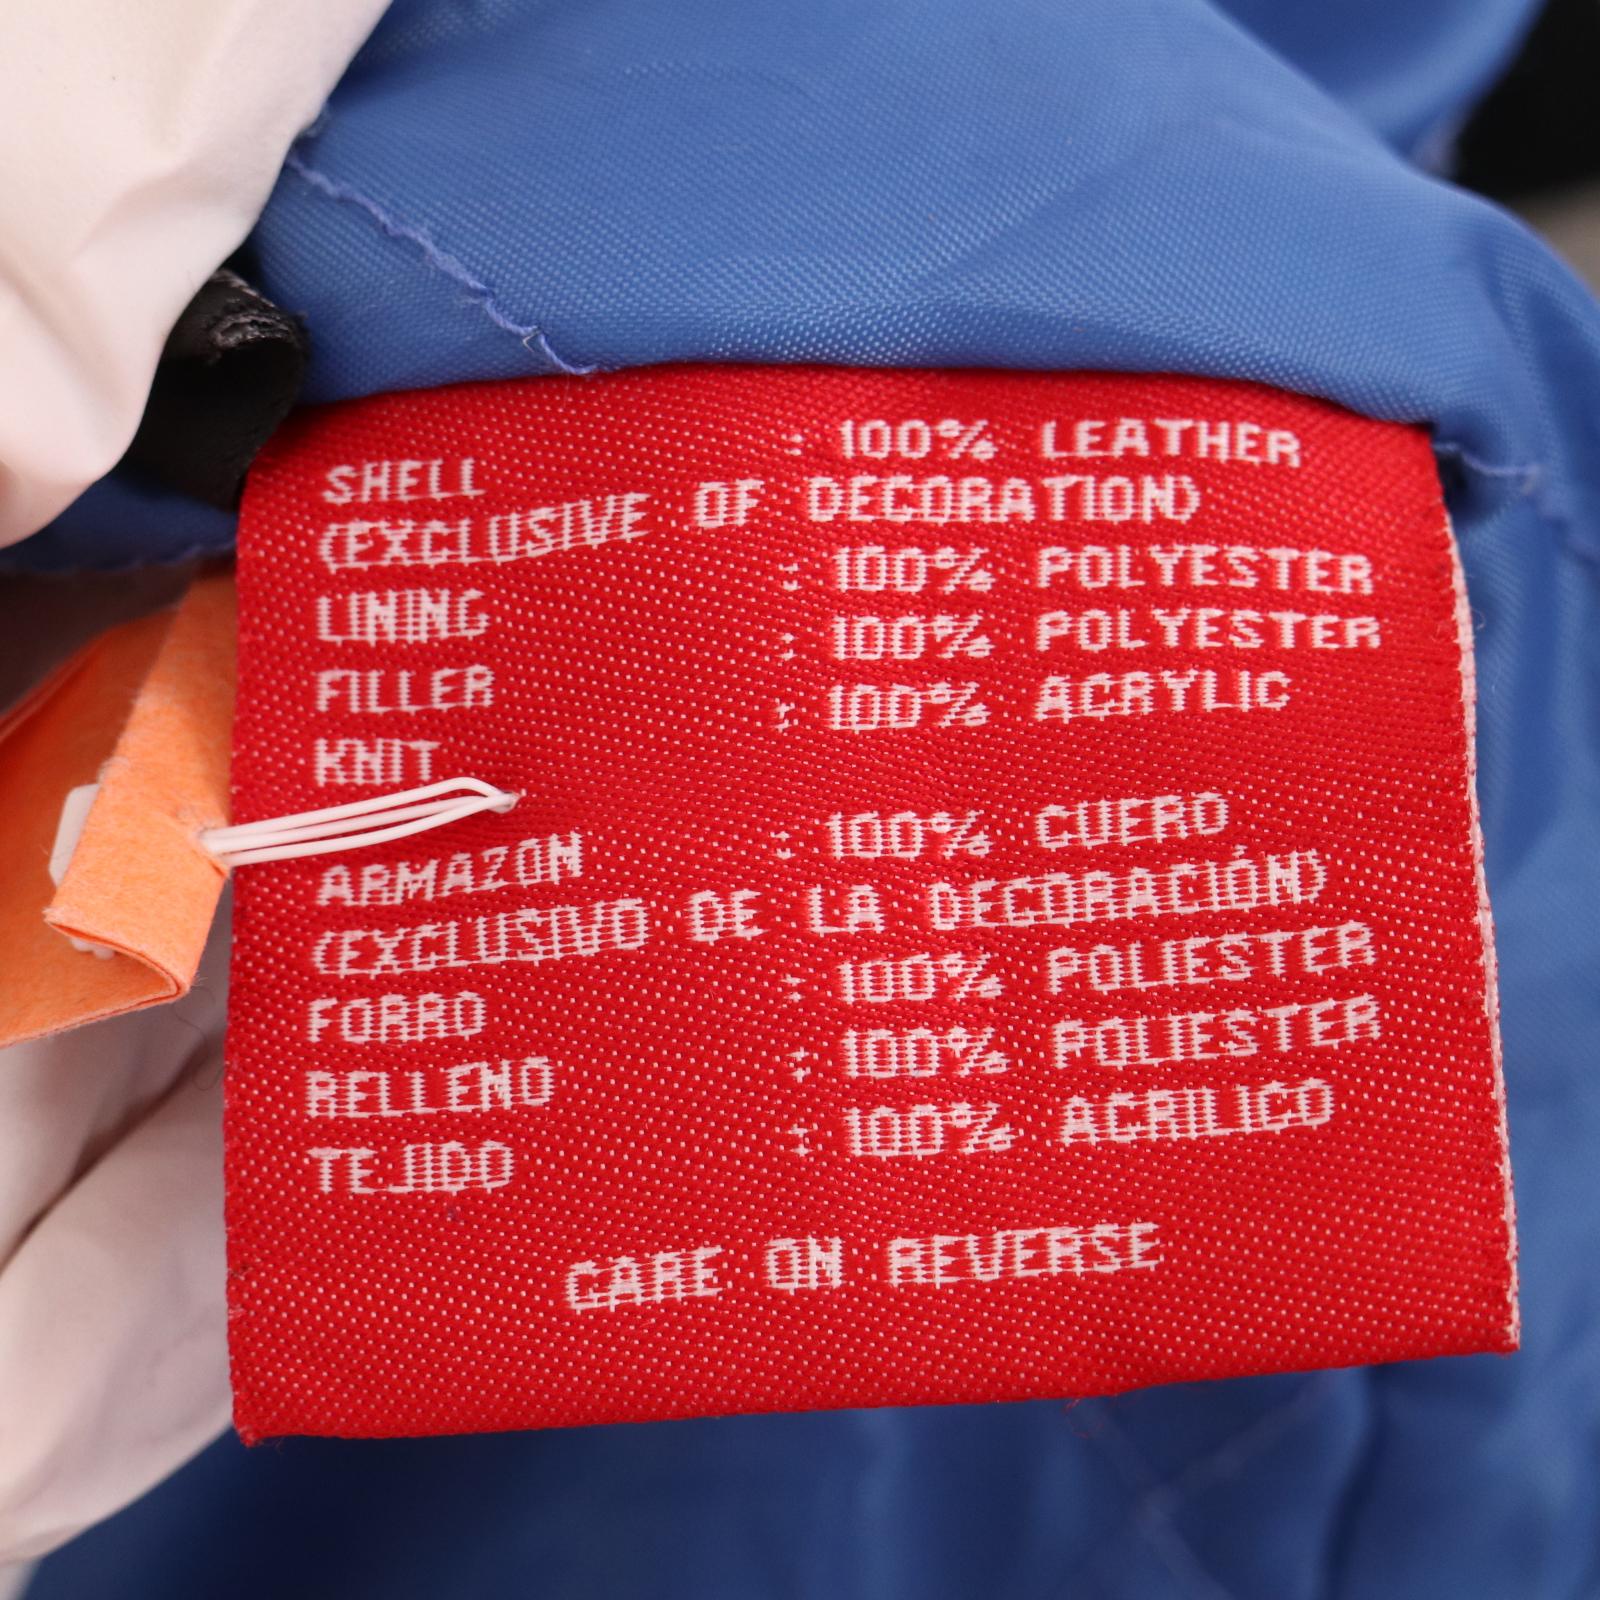 SHELL : 100% LEATHER
(EXCLUSIVE OF DECORATION)
LINING : 100% POLYESTER
FILLER : 100% POLYESTER
KNIT : 100% ACRYLIC
ARMAZON : 100% CUERO
(EXCLUSIVO DE LA DECORACIÓN)
FORRO : 100% POLIESTER
RELLENO : 100% POLIESTER
TEJIDO : 100% ACRILICO
CARE ON REVERSE